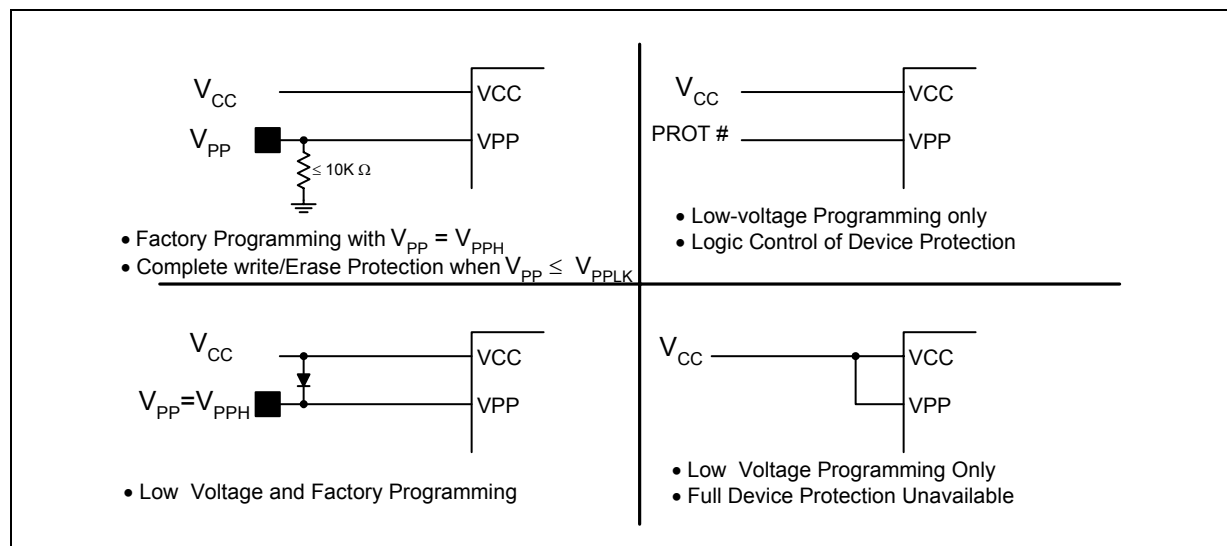 V_CC
VCC
V_PP
VPP
≤ 10K Ω
• Factory Programming with V_PP = V_PPH
• Complete write/Erase Protection when V_PP ≤ V_PPLK
V_CC
VCC
PROT #
VPP
• Low-voltage Programming only
• Logic Control of Device Protection
V_CC
VCC
V_PP=V_PPH
VPP
• Low Voltage and Factory Programming
V_CC
VCC
VPP
• Low Voltage Programming Only
• Full Device Protection Unavailable